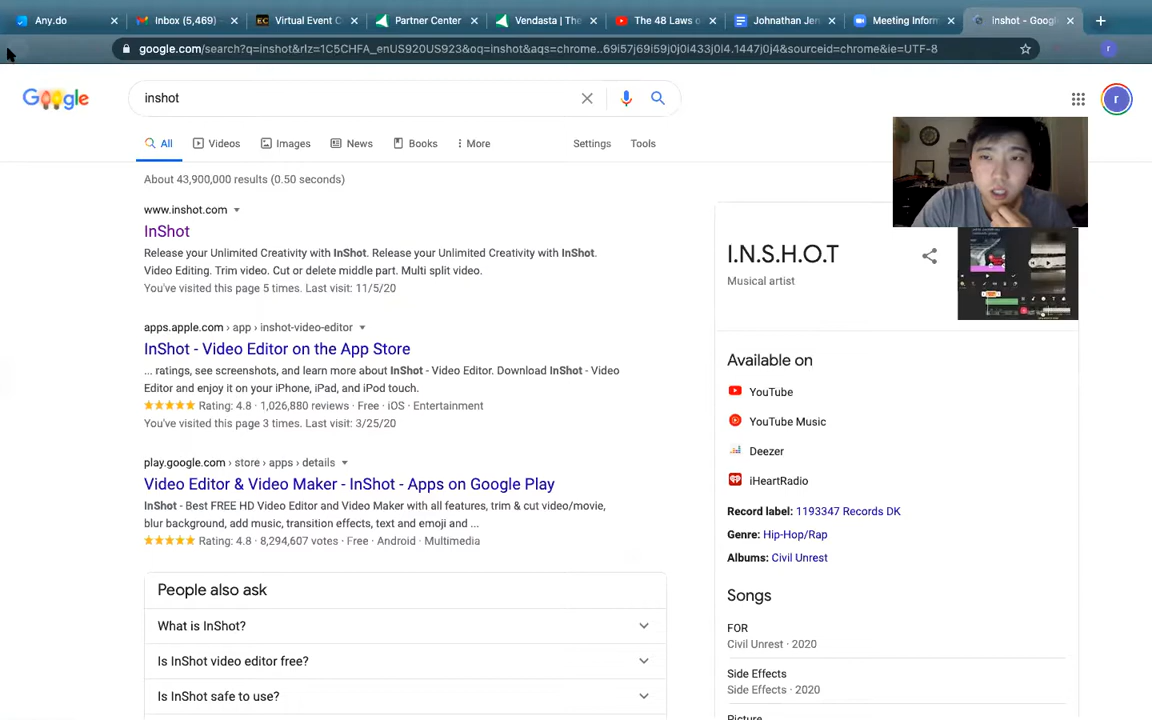 Any.do
Inbox (5,469)
Virtual Event C
Partner Center
Vendasta | The
The 48 Laws o
Johnathan Jen
Meeting Inform
inshot - Googl
google.com/search?q=inshot&rlz=1C5CHFA_enUS920US923&oq=inshot&aqs=chrome..69i57j69i59j0j0i433j0i4.1447j0j4&sourceid=chrome&ie=UTF-8
r
Google
inshot
r
All
Videos
Images
News
Books
More
Settings
Tools
About 43,900,000 results (0.50 seconds)
www.inshot.com
InShot
Release your Unlimited Creativity with InShot. Release your Unlimited Creativity with InShot.
Video Editing. Trim video. Cut or delete middle part. Multi split video.
You've visited this page 5 times. Last visit: 11/5/20
apps.apple.com › app › inshot-video-editor
InShot - Video Editor on the App Store
... ratings, see screenshots, and learn more about InShot - Video Editor. Download InShot - Video
Editor and enjoy it on your iPhone, iPad, and iPod touch.
Rating: 4.8 · 1,026,880 reviews · Free · iOS · Entertainment
You've visited this page 3 times. Last visit: 3/25/20
play.google.com › store › apps › details
Video Editor & Video Maker - InShot - Apps on Google Play
InShot - Best FREE HD Video Editor and Video Maker with all features, trim & cut video/movie,
blur background, add music, transition effects, text and emoji and ...
Rating: 4.8 · 8,294,607 votes · Free · Android · Multimedia
People also ask
What is InShot?
Is InShot video editor free?
Is InShot safe to use?
I.N.S.H.O.T
Musical artist
Available on
YouTube
YouTube Music
Deezer
iHeartRadio
Record label: 1193347 Records DK
Genre: Hip-Hop/Rap
Albums: Civil Unrest
Songs
FOR
Civil Unrest · 2020
Side Effects
Side Effects · 2020
Picture